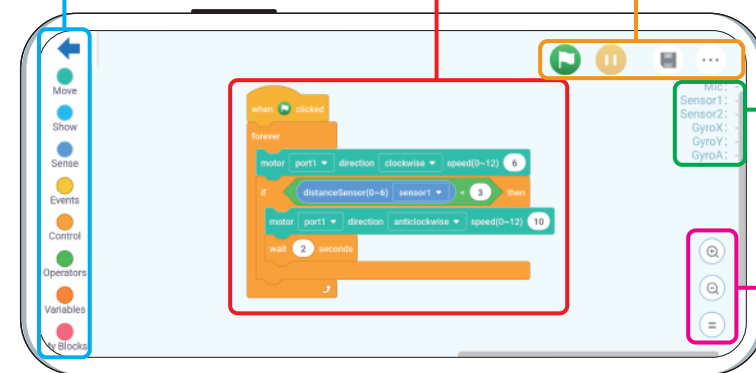 Move
Show
Sense
Events
Control
Operators
Variables
My Blocks
when clicked
forever
motor port1 direction clockwise speed(0~12) 6
if distanceSensor(0~6) sensor1 < 3 then
motor port1 direction anticlockwise speed(0~12) 10
wait 2 seconds
Mic: -
Sensor1: -
Sensor2: -
GyroX: -
GyroY: -
GyroA: -